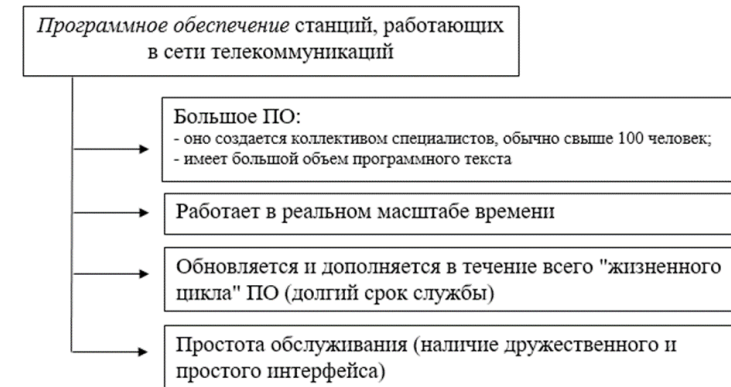 Программное обеспечение станций, работающих
в сети телекоммуникаций
Большое ПО:
- оно создается коллективом специалистов, обычно свыше 100 человек;
- имеет большой объем программного текста
Работает в реальном масштабе времени
Обновляется и дополняется в течение всего "жизненного
цикла" ПО (долгий срок службы)
Простота обслуживания (наличие дружественного и
простого интерфейса)